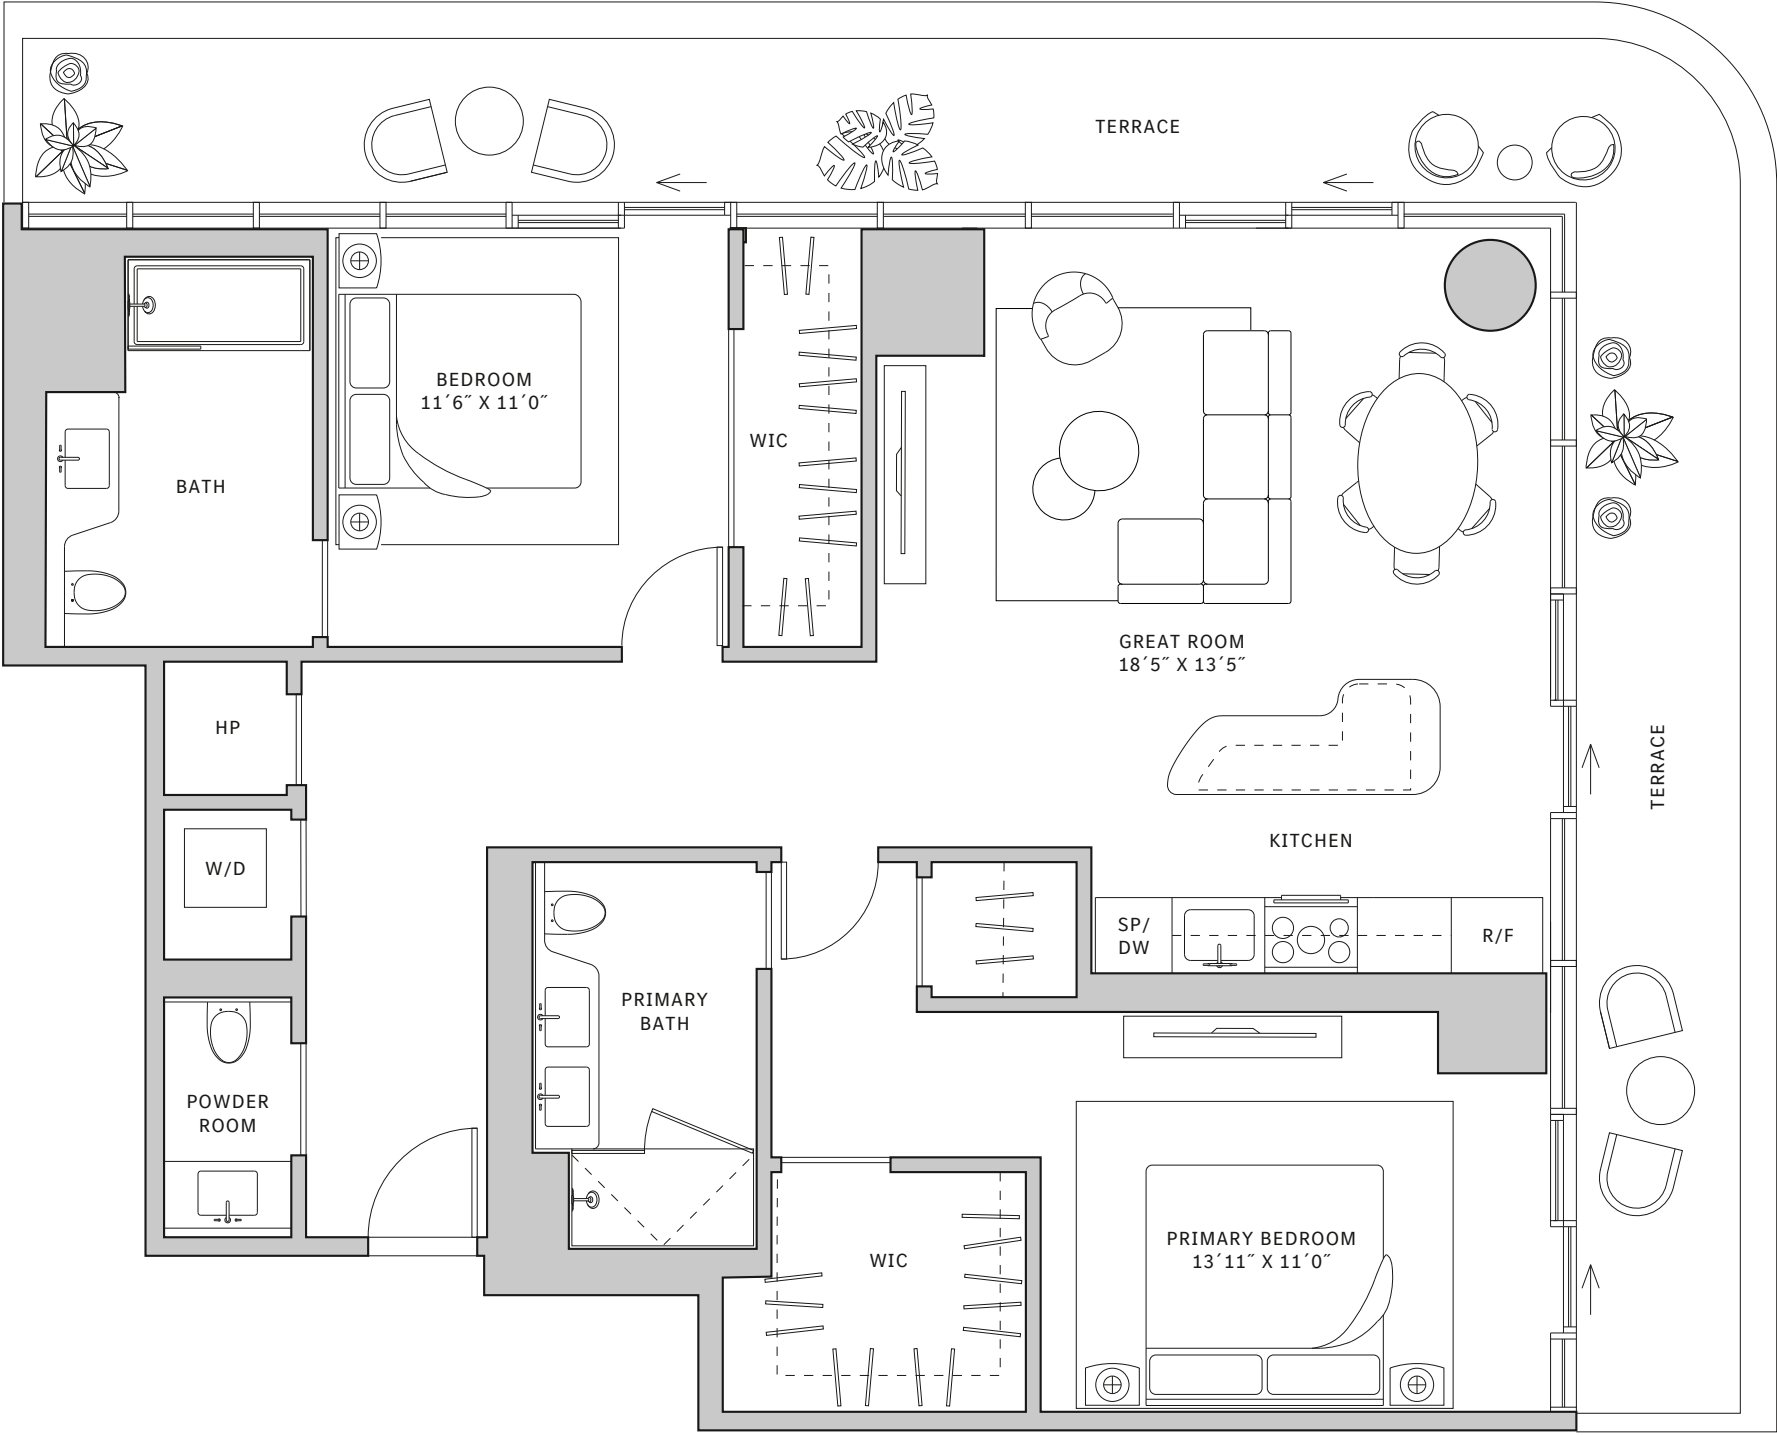 TERRACE
BEDROOM
11´6˝ X 11´0˝
WIC
BATH
GREAT ROOM
18´5˝ X 13´5˝
HP
TERRACE
KITCHEN
W/D
SP/
DW
R/F
PRIMARY
BATH
POWDER
ROOM
PRIMARY BEDROOM
13´11˝ X 11´0˝
WIC